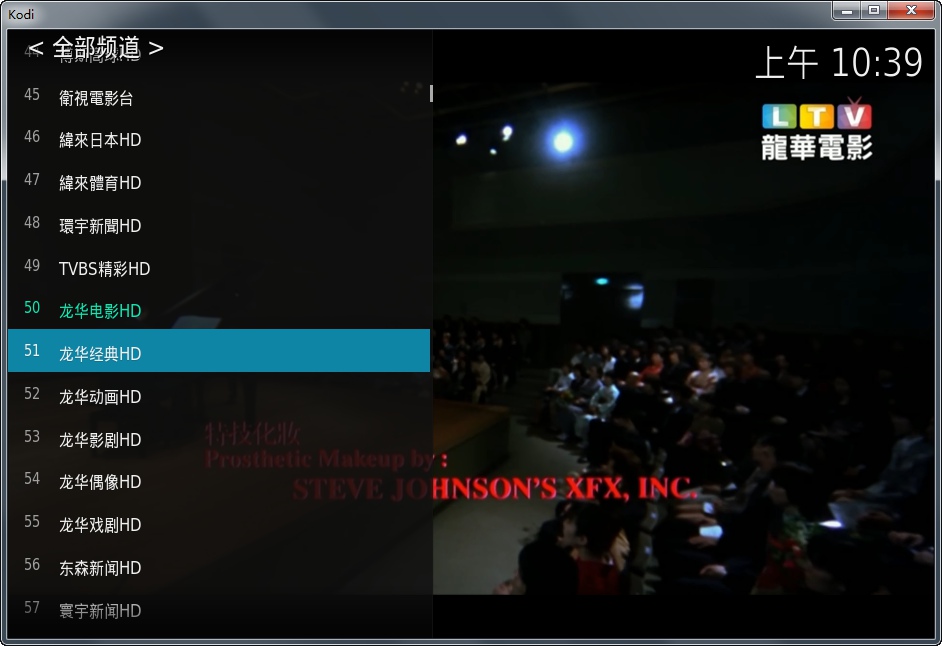 Kodi
< 全部频道 >
上午 10:39
LTV
龍華電影
44
45 衛視電影台
46 緯來日本HD
47 緯來體育HD
48 環宇新聞HD
49 TVBS精彩HD
50 龙华电影HD
51 龙华经典HD
52 龙华动画HD
53 龙华影剧HD
54 龙华偶像HD
55 龙华戏剧HD
56 东森新闻HD
57 寰宇新闻HD
特技化妝
Prosthetic Makeup by :
STEVE JOHNSON'S XFX, INC.